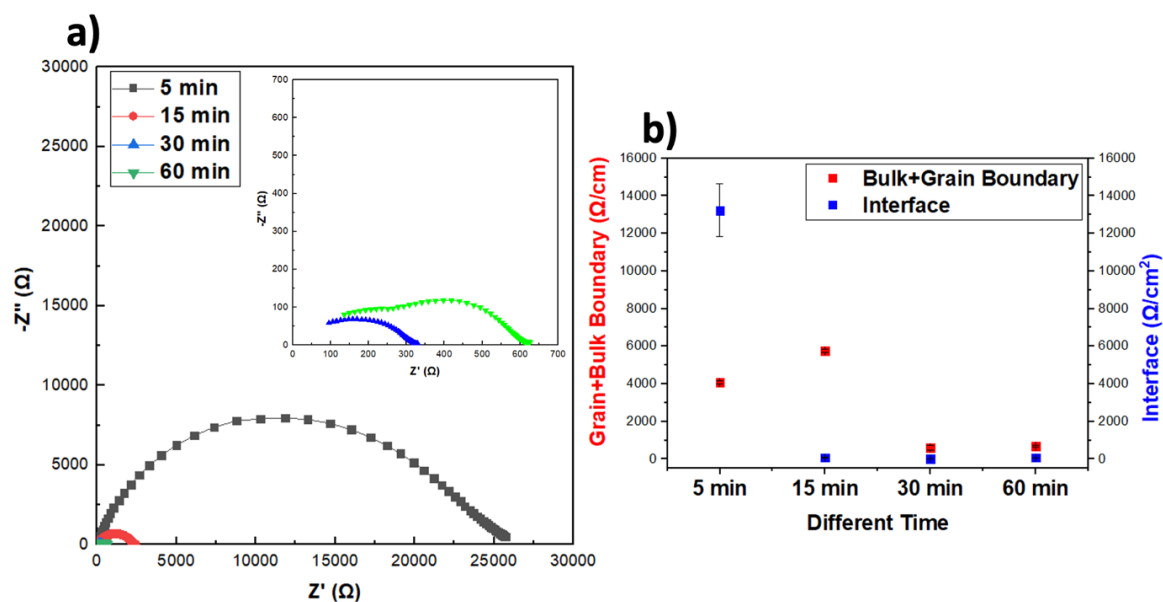 a)
30000
25000
20000
15000
10000
5000
0
-Z'' (Ω)
0 5000 10000 15000 20000 25000 30000
Z' (Ω)
5 min
15 min
30 min
60 min
700
600
500
400
300
200
100
0
-Z'' (Ω)
0 100 200 300 400 500 600 700
Z' (Ω)
b)
Grain+Bulk Boundary (Ω/cm)
16000
14000
12000
10000
8000
6000
4000
2000
0
Bulk+Grain Boundary
Interface
16000
14000
12000
10000
8000
6000
4000
2000
0
Interface (Ω/cm²)
5 min 15 min 30 min 60 min
Different Time